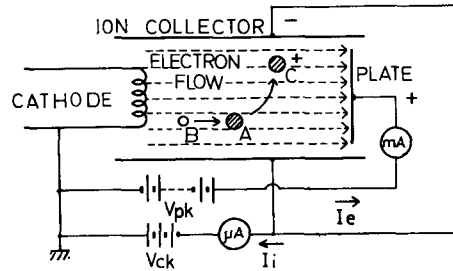 ION COLLECTOR −
ELECTRON
FLOW
+
C
PLATE
CATHODE
+
B
A
mA
Vpk
Ie
μA
Ii
Vck